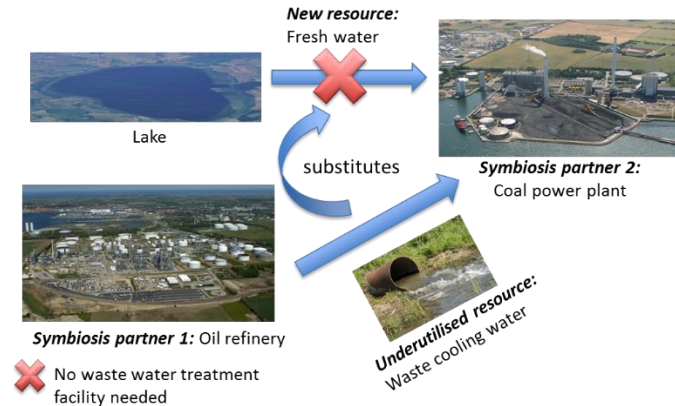 New resource:
Fresh water
Lake
substitutes
Symbiosis partner 2:
Coal power plant
Underutilised resource:
Waste cooling water
Symbiosis partner 1: Oil refinery
No waste water treatment
facility needed